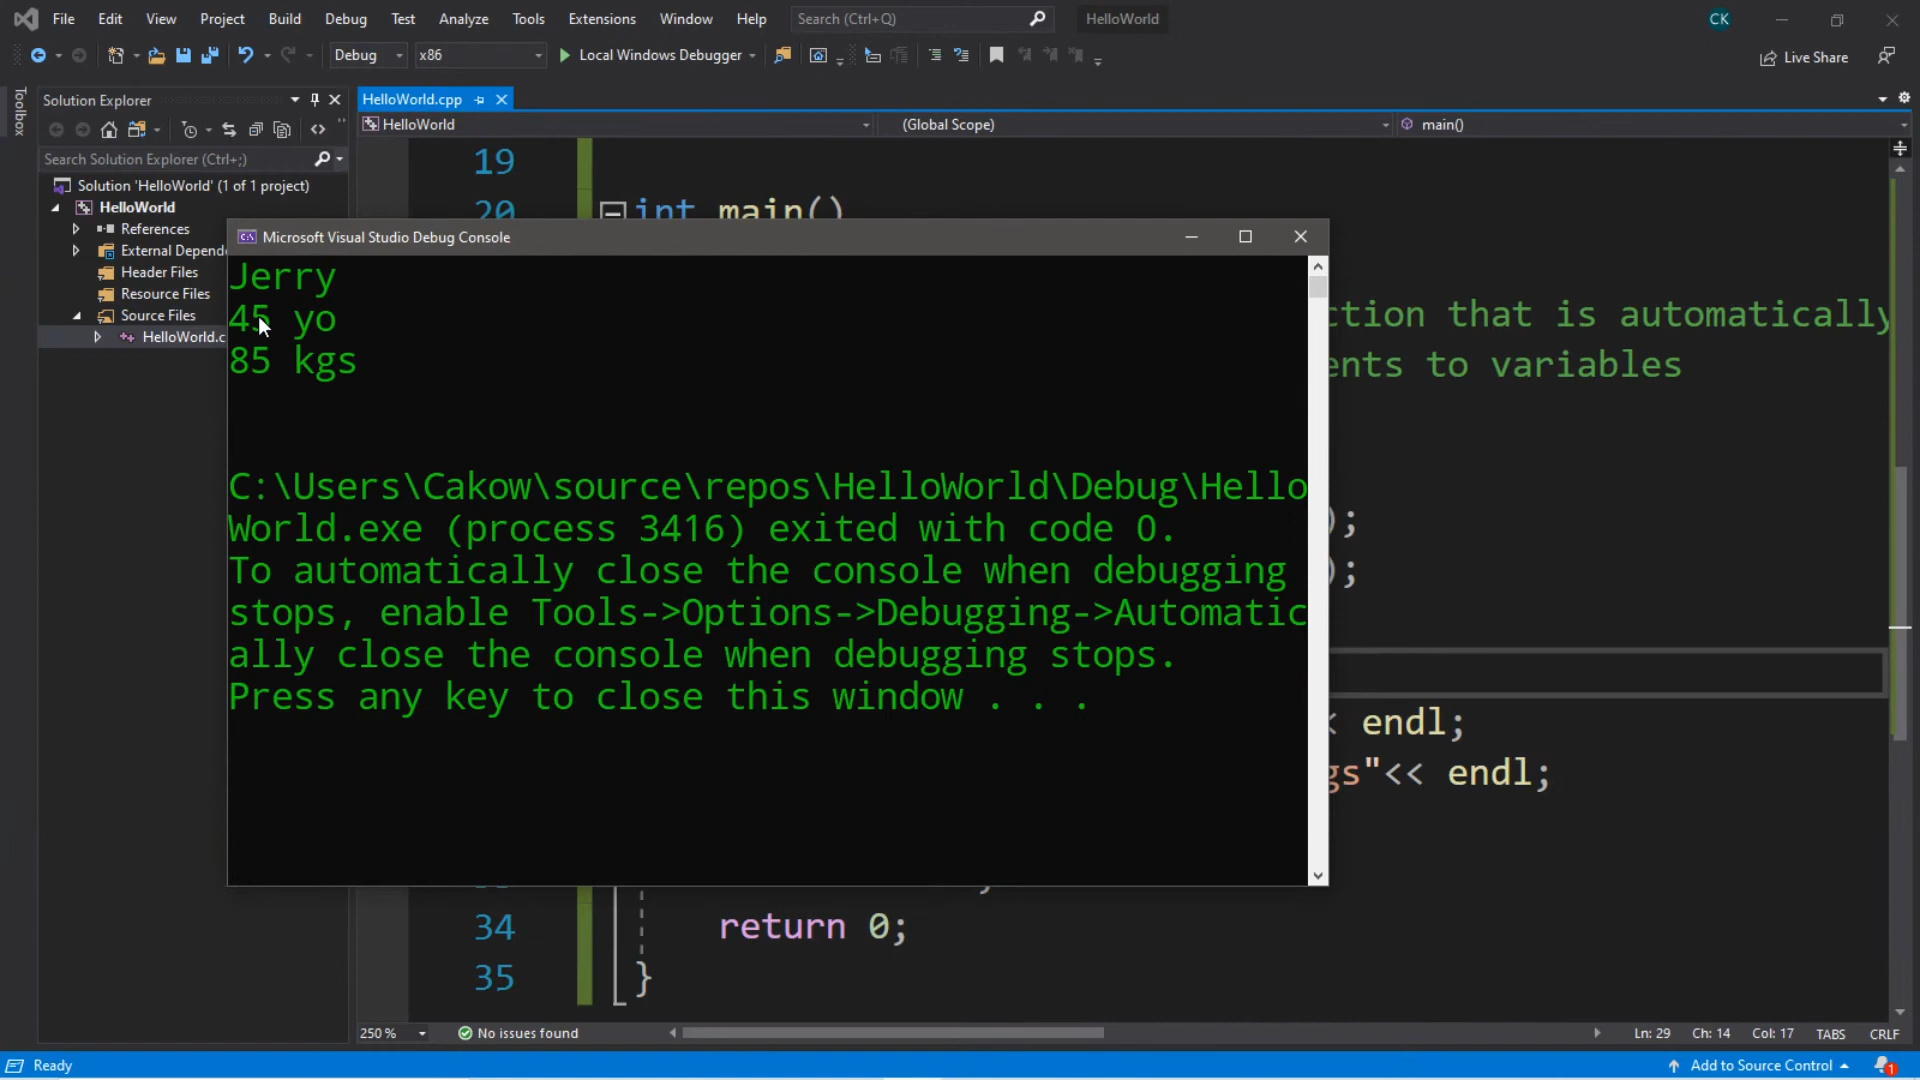 File Edit View Project Build Debug Test Analyze Tools Extensions Window Help Search (Ctrl+Q) HelloWorld CK
Debug x86 Local Windows Debugger Live Share
Toolbox
Solution Explorer
Search Solution Explorer (Ctrl+;)
Solution 'HelloWorld' (1 of 1 project)
HelloWorld
References
External Depend
Header Files
Resource Files
Source Files
HelloWorld.c
HelloWorld.cpp
HelloWorld (Global Scope) main()
19
20 int main()
ction that is automatically
ents to variables
);
);
endl;
gs"<< endl;
34 return 0;
35 }
Microsoft Visual Studio Debug Console
Jerry
45 yo
85 kgs
C:\Users\Cakow\source\repos\HelloWorld\Debug\Hello
World.exe (process 3416) exited with code 0.
To automatically close the console when debugging
stops, enable Tools->Options->Debugging->Automatic
ally close the console when debugging stops.
Press any key to close this window . . .
250 % No issues found Ln: 29 Ch: 14 Col: 17 TABS CRLF
Ready Add to Source Control 1